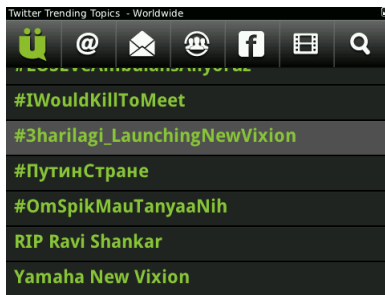 Twitter Trending Topics - Worldwide
#IWouldKillToMeet
#3harilagi_LaunchingNewVixion
#ПутинСтране
#OmSpikMauTanyaaNih
RIP Ravi Shankar
Yamaha New Vixion